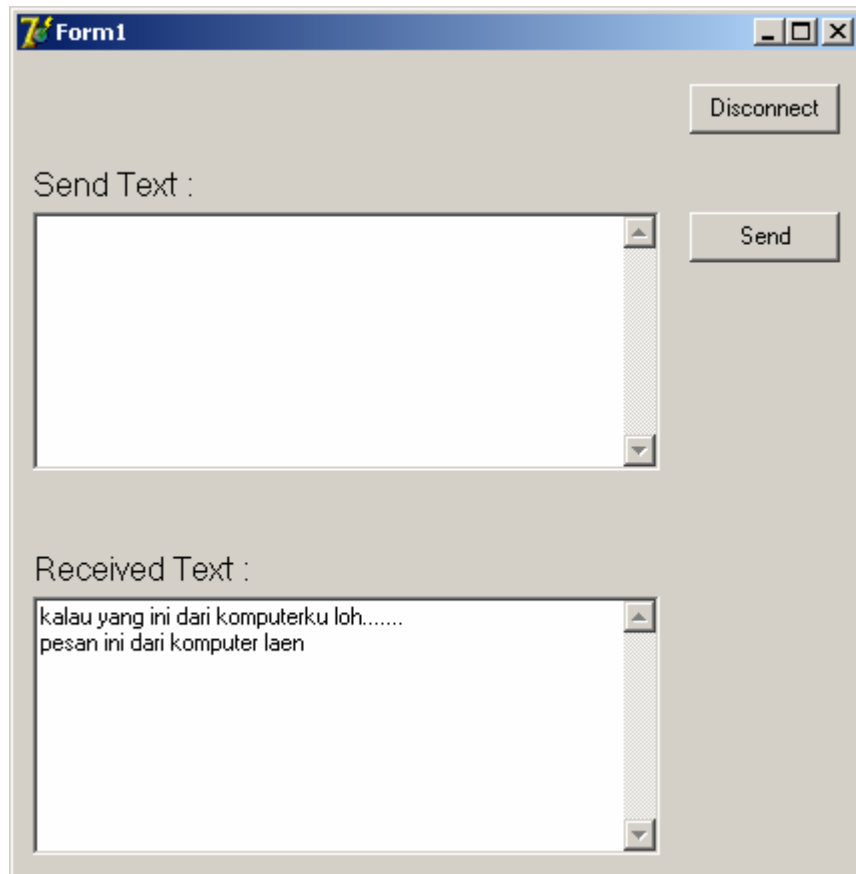 Form1
Disconnect
Send Text :
Send
Received Text :
kalau yang ini dari komputerku loh.......
pesan ini dari komputer laen